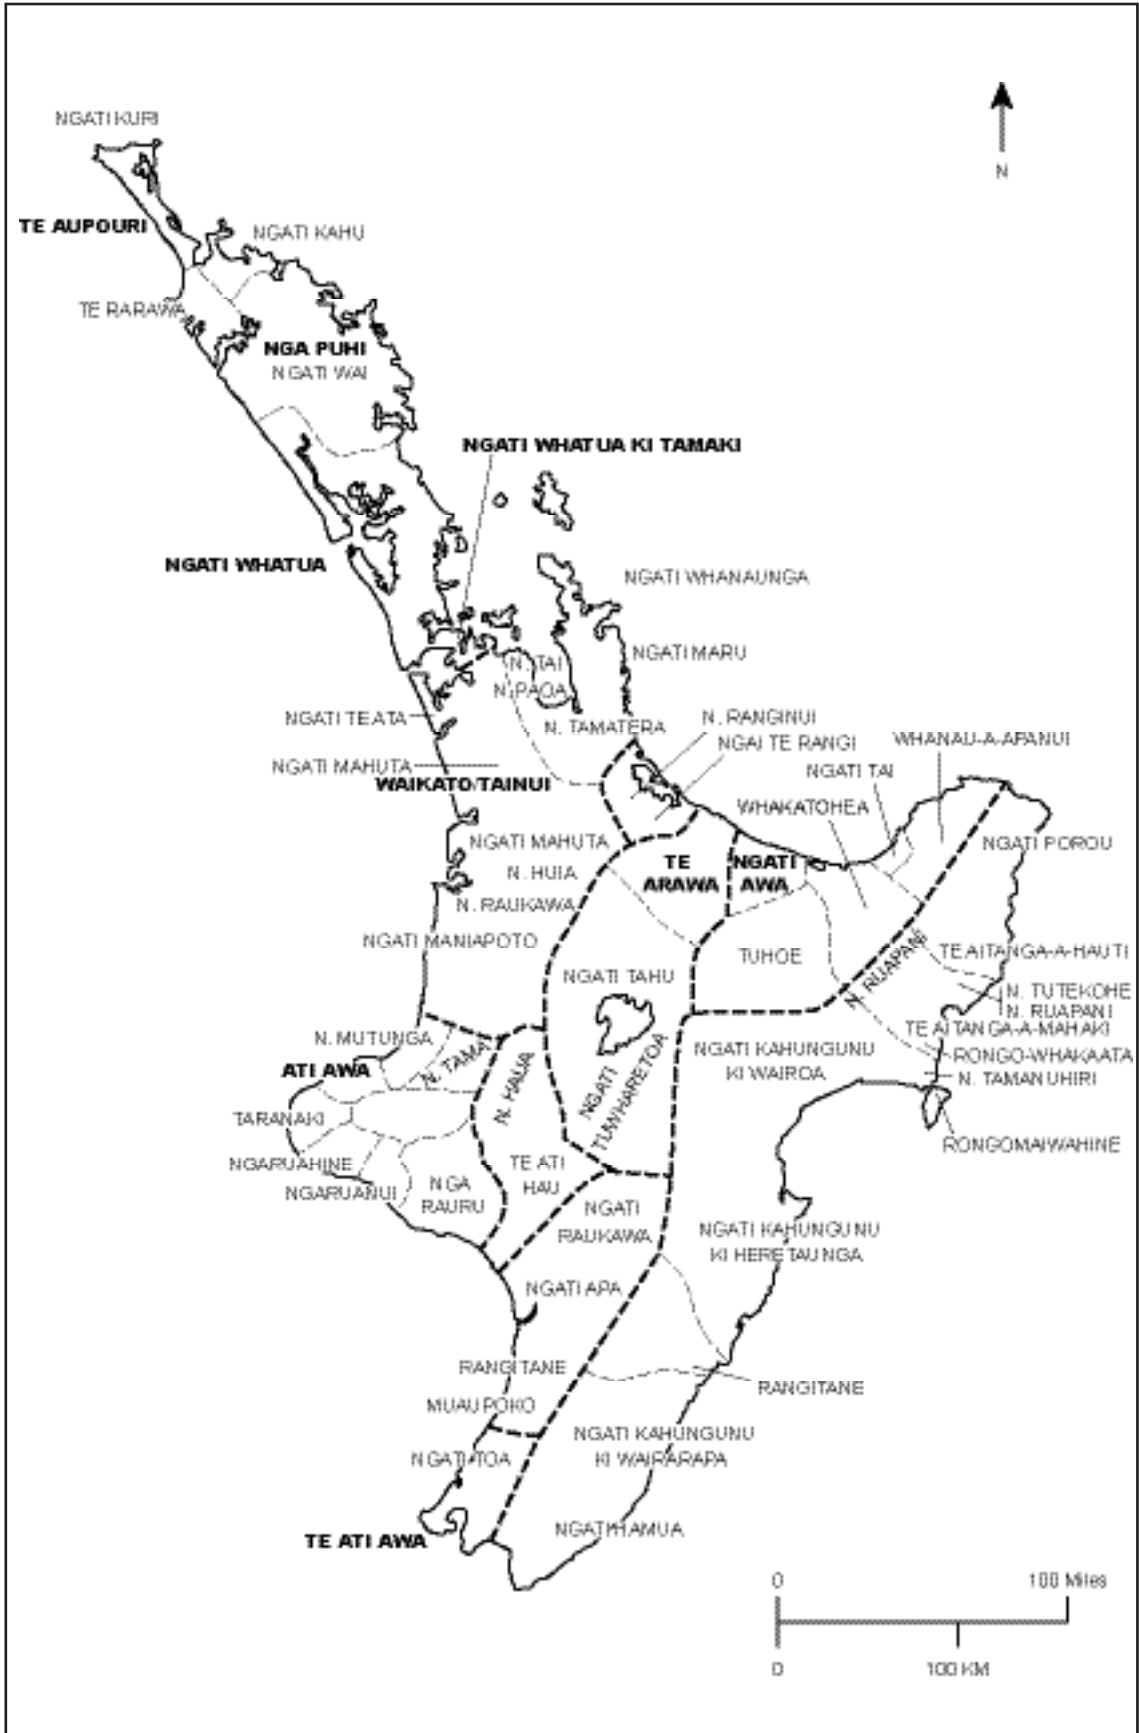 NGATI KURI
N
TE AUPOURI
NGATI KAHU
TE RARAWA
NGA PUHI
NGATI WAI
NGATI WHATUA KI TAMAKI
NGATI WHATUA
NGATI WHANAUNGA
NGATI MARU
N. TAI
N. PAOA
NGATI TEATA
N. TAMATERA
N. RANGINUI
NGAI TE RANGI
WHANAU-A-APANUI
NGATI TAI
NGATI MAHUTA
WAIKATO/TAINUI
WHAKATOHEA
NGATI MAHUTA
NGATI POROU
N. HUIA
TE
ARAWA
NGATI
AWA
N. RAUKAWA
NGATI MANIAPOTO
TUHOE
N. RUAPANI
TE AITANGA-A-HAUTI
NGATI TAHU
N. TUTEKOHE
N. RUAPANI
TE AITANGA-A-MAHAKI
N. MUTUNGA
N. TAMA
ATI AWA
N. HAUA
NGATI
TUWHARETOA
NGATI KAHUNGUNU
KI WAIROA
RONGO-WHAKAATA
N. TAMANUHIRI
TARANAKI
RONGOMAIWAHINE
NGARUAHINE
NGARUANUI
NGA
RAURU
TE ATI
HAU
NGATI
RAUKAWA
NGATI KAHUNGUNU
KI HERETAUNGA
NGATI APA
RANGITANE
RANGITANE
MUAUPOKO
NGATI KAHUNGUNU
KI WAIRARAPA
NGATI TOA
NGATI HAMUA
TE ATI AWA
0
100 Miles
0
100 KM